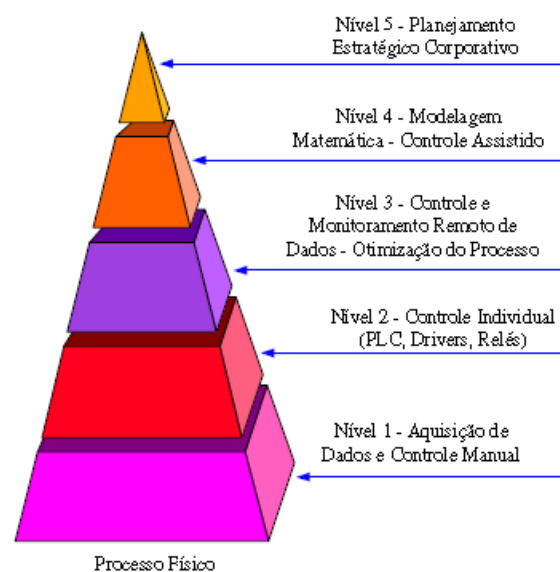 Nível 5 - Planejamento
Estratégico Corporativo
Nível 4 - Modelagem
Matemática - Controle Assistido
Nível 3 - Controle e
Monitoramento Remoto de
Dados - Otimização do Processo
Nível 2 - Controle Individual
(PLC, Drivers, Relés)
Nível 1 - Aquisição de
Dados e Controle Manual
Processo Físico